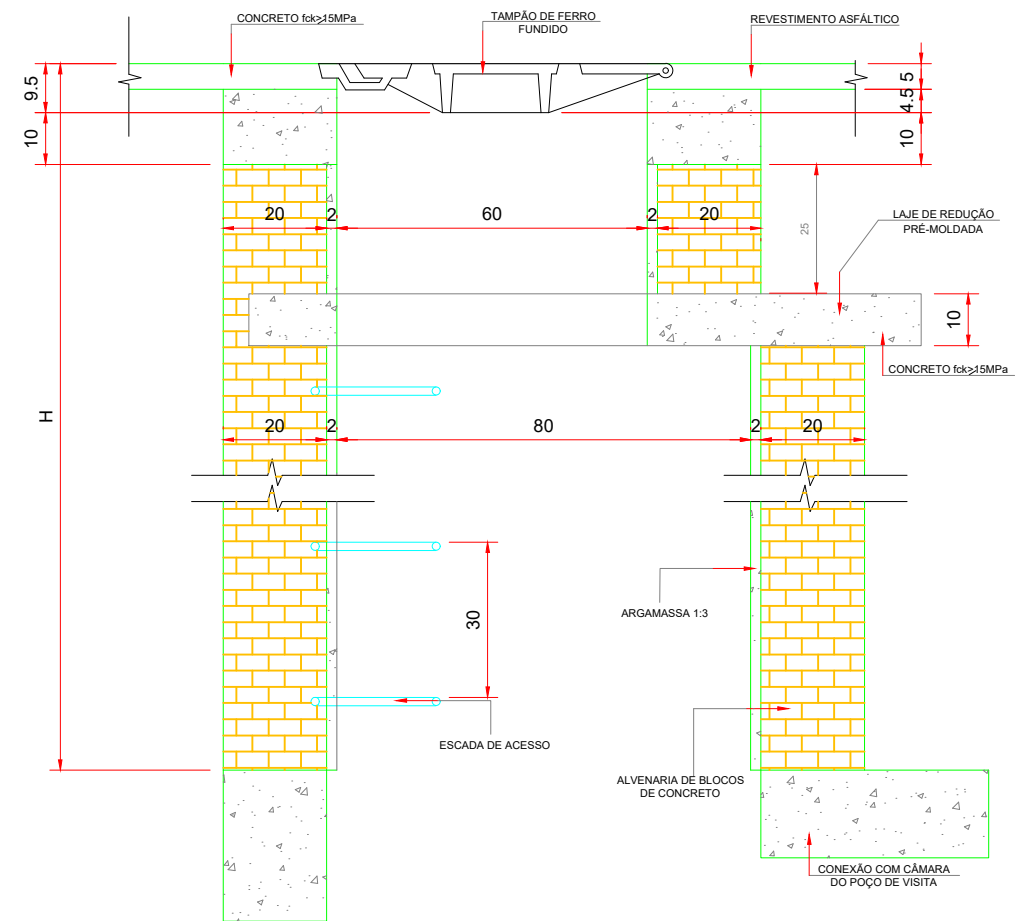 CONCRETO fck≥15MPa
TAMPÃO DE FERRO
FUNDIDO
REVESTIMENTO ASFÁLTICO
9.5
10
5
4.5
10
20
2
60
2
20
25
LAJE DE REDUÇÃO
PRÉ-MOLDADA
10
CONCRETO fck≥15MPa
H
20
2
80
2
20
30
ARGAMASSA 1:3
ESCADA DE ACESSO
ALVENARIA DE BLOCOS
DE CONCRETO
CONEXÃO COM CÂMARA
DO POÇO DE VISITA